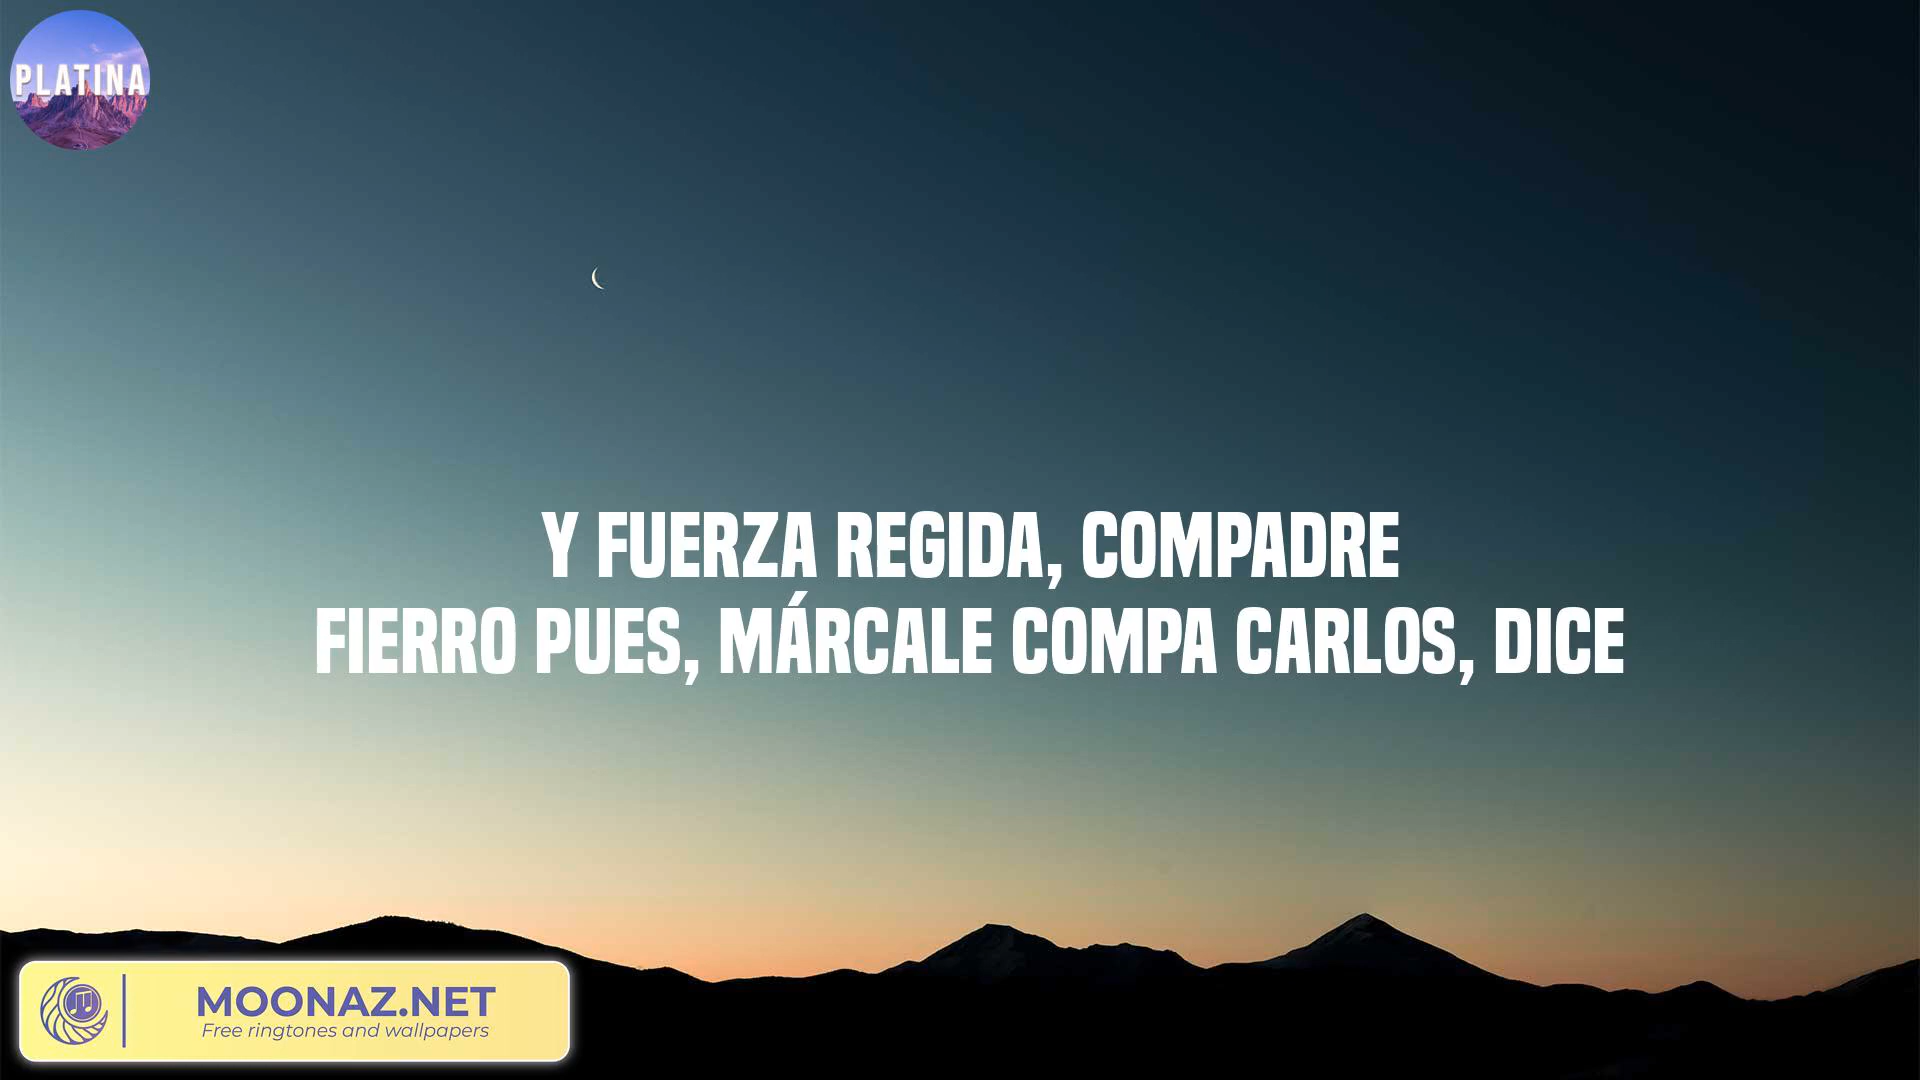 PLATINA
Y FUERZA REGIDA, COMPADRE
FIERRO PUES, MÁRCALE COMPA CARLOS, DICE
MOONAZ.NET
Free ringtones and wallpapers